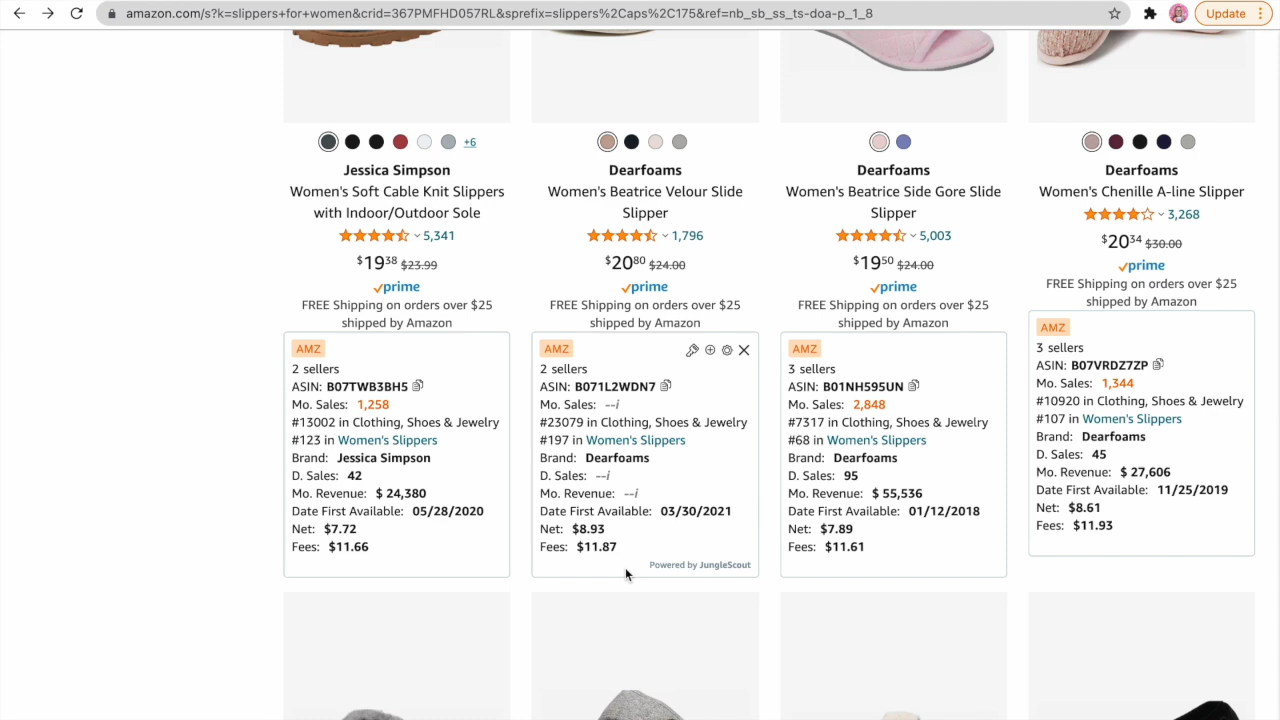 amazon.com/s?k=slippers+for+women&crid=367PMFHD057RL&sprefix=slippers%2Caps%2C175&ref=nb_sb_ss_ts-doa-p_1_8
Update
+6
Jessica Simpson
Women's Soft Cable Knit Slippers
with Indoor/Outdoor Sole
5,341
$19 38 $23.99
prime
FREE Shipping on orders over $25
shipped by Amazon
AMZ
2 sellers
ASIN: B07TWB3BH5
Mo. Sales: 1,258
#13002 in Clothing, Shoes & Jewelry
#123 in Women's Slippers
Brand: Jessica Simpson
D. Sales: 42
Mo. Revenue: $ 24,380
Date First Available: 05/28/2020
Net: $7.72
Fees: $11.66
Dearfoams
Women's Beatrice Velour Slide
Slipper
1,796
$20 80 $24.00
prime
FREE Shipping on orders over $25
shipped by Amazon
AMZ
2 sellers
ASIN: B071L2WDN7
Mo. Sales: --i
#23079 in Clothing, Shoes & Jewelry
#197 in Women's Slippers
Brand: Dearfoams
D. Sales: --i
Mo. Revenue: --i
Date First Available: 03/30/2021
Net: $8.93
Fees: $11.87
Powered by JungleScout
Dearfoams
Women's Beatrice Side Gore Slide
Slipper
5,003
$19 50 $24.00
prime
FREE Shipping on orders over $25
shipped by Amazon
AMZ
3 sellers
ASIN: B01NH595UN
Mo. Sales: 2,848
#7317 in Clothing, Shoes & Jewelry
#68 in Women's Slippers
Brand: Dearfoams
D. Sales: 95
Mo. Revenue: $ 55,536
Date First Available: 01/12/2018
Net: $7.89
Fees: $11.61
Dearfoams
Women's Chenille A-line Slipper
3,268
$20 34 $30.00
prime
FREE Shipping on orders over $25
shipped by Amazon
AMZ
3 sellers
ASIN: B07VRDZ7ZP
Mo. Sales: 1,344
#10920 in Clothing, Shoes & Jewelry
#107 in Women's Slippers
Brand: Dearfoams
D. Sales: 45
Mo. Revenue: $ 27,606
Date First Available: 11/25/2019
Net: $8.61
Fees: $11.93